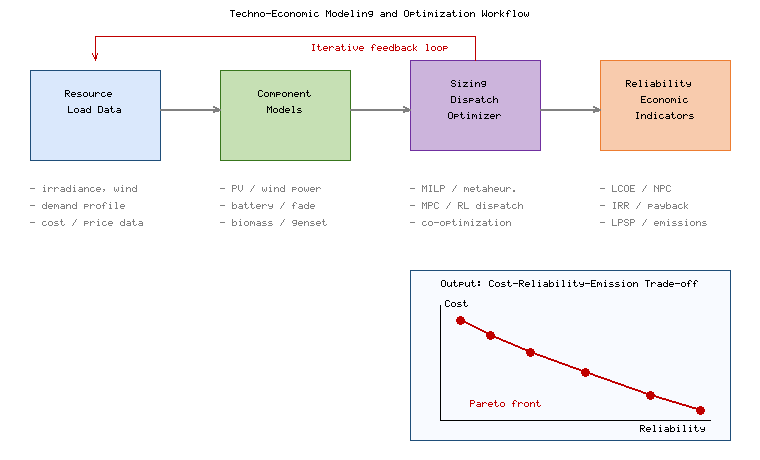 Techno-Economic Modeling and Optimization Workflow
Iterative feedback loop
Resource
Load Data
Component
Models
Sizing
Dispatch
Optimizer
Reliability
Economic
Indicators
- irradiance, wind
- demand profile
- cost / price data
- PV / wind power
- battery / fade
- biomass / genset
- MILP / metaheur.
- MPC / RL dispatch
- co-optimization
- LCOE / NPC
- IRR / payback
- LPSP / emissions
Output: Cost-Reliability-Emission Trade-off
Cost
Pareto front
Reliability